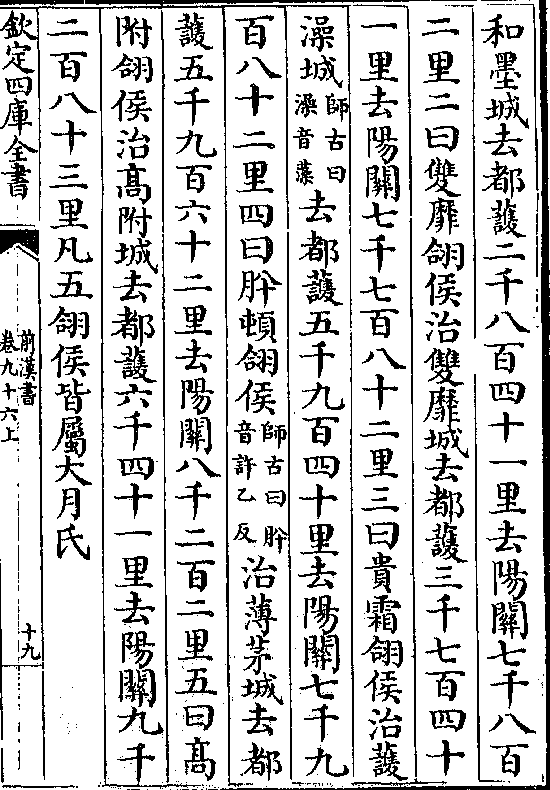 和墨城去都護二千八百四十一里去陽關七千八百
二里二曰雙靡翖侯治雙靡城去都護三千七百四十
一里去陽關七千七百八十二里三曰貴霜翖侯治護
澡城師古曰澡音藻去都護五千九百四十里去陽關七千九
百八十二里四曰肸頓翖侯師古曰肸音許乙反治薄茅城去都
護五千九百六十二里去陽關八千二百二里五曰髙
附翖侯治髙附城去都護六千四十一里去陽關九千
二百八十三里凡五翖侯皆屬大月氏
欽定四庫全書
前漢書
卷九十六上
十九